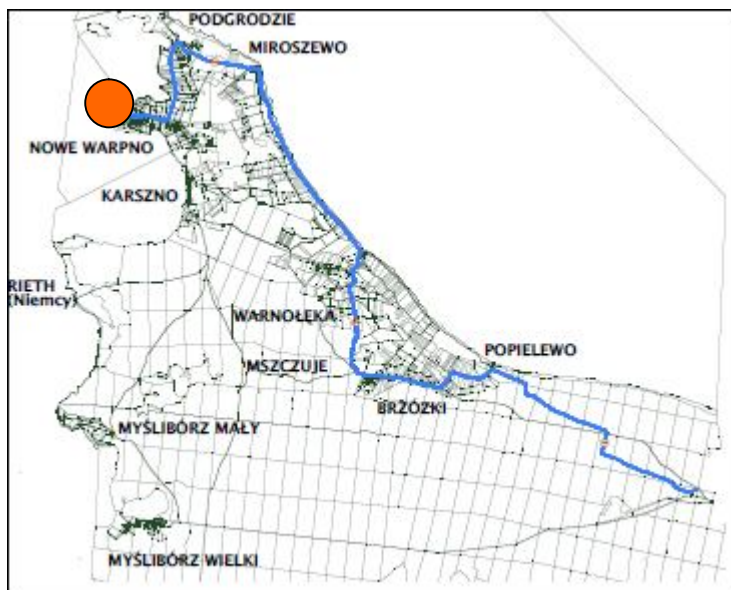 PODGRODZIE
MIROSZEWO
NOWE WARPNO
KARSZNO
RIETH
(Niemcy)
WARNOŁĘKA
POPIELEWO
MSZCZUJE
BRZÓZKI
MYŚLIBÓRZ MAŁY
MYŚLIBÓRZ WIELKI